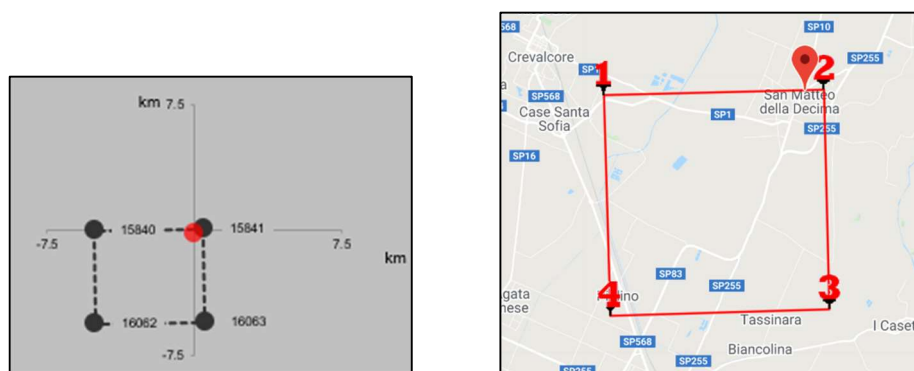 km 7.5
15840
15841
-7.5
7.5
km
16062
16063
-7.5
568
SP10
Crevalcore
SP255
1
2
SP568
San Matteo
della Decima
Case Santa
Sofia
SP1
SP255
SP16
SP83
SP255
4
3
Tassinara
I Caset
SP568
Biancolina
SP255
SP255